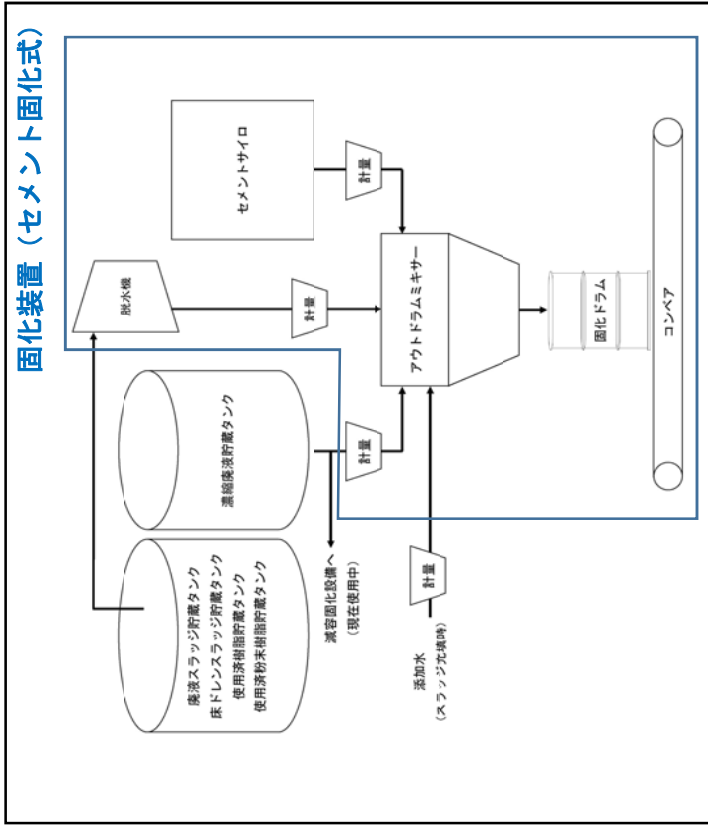 固化装置（セメント固化式）
廃液スラッジ貯蔵タンク
床ドレンスラッジ貯蔵タンク
使用済樹脂貯蔵タンク
使用済粉末樹脂貯蔵タンク
濃縮廃液貯蔵タンク
脱水機
セメントサイロ
減容固化設備へ
（現在使用中）
計量
計量
計量
添加水
（スラッジ充填時）
計量
アウトドラムミキサー
固化ドラム
コンベア